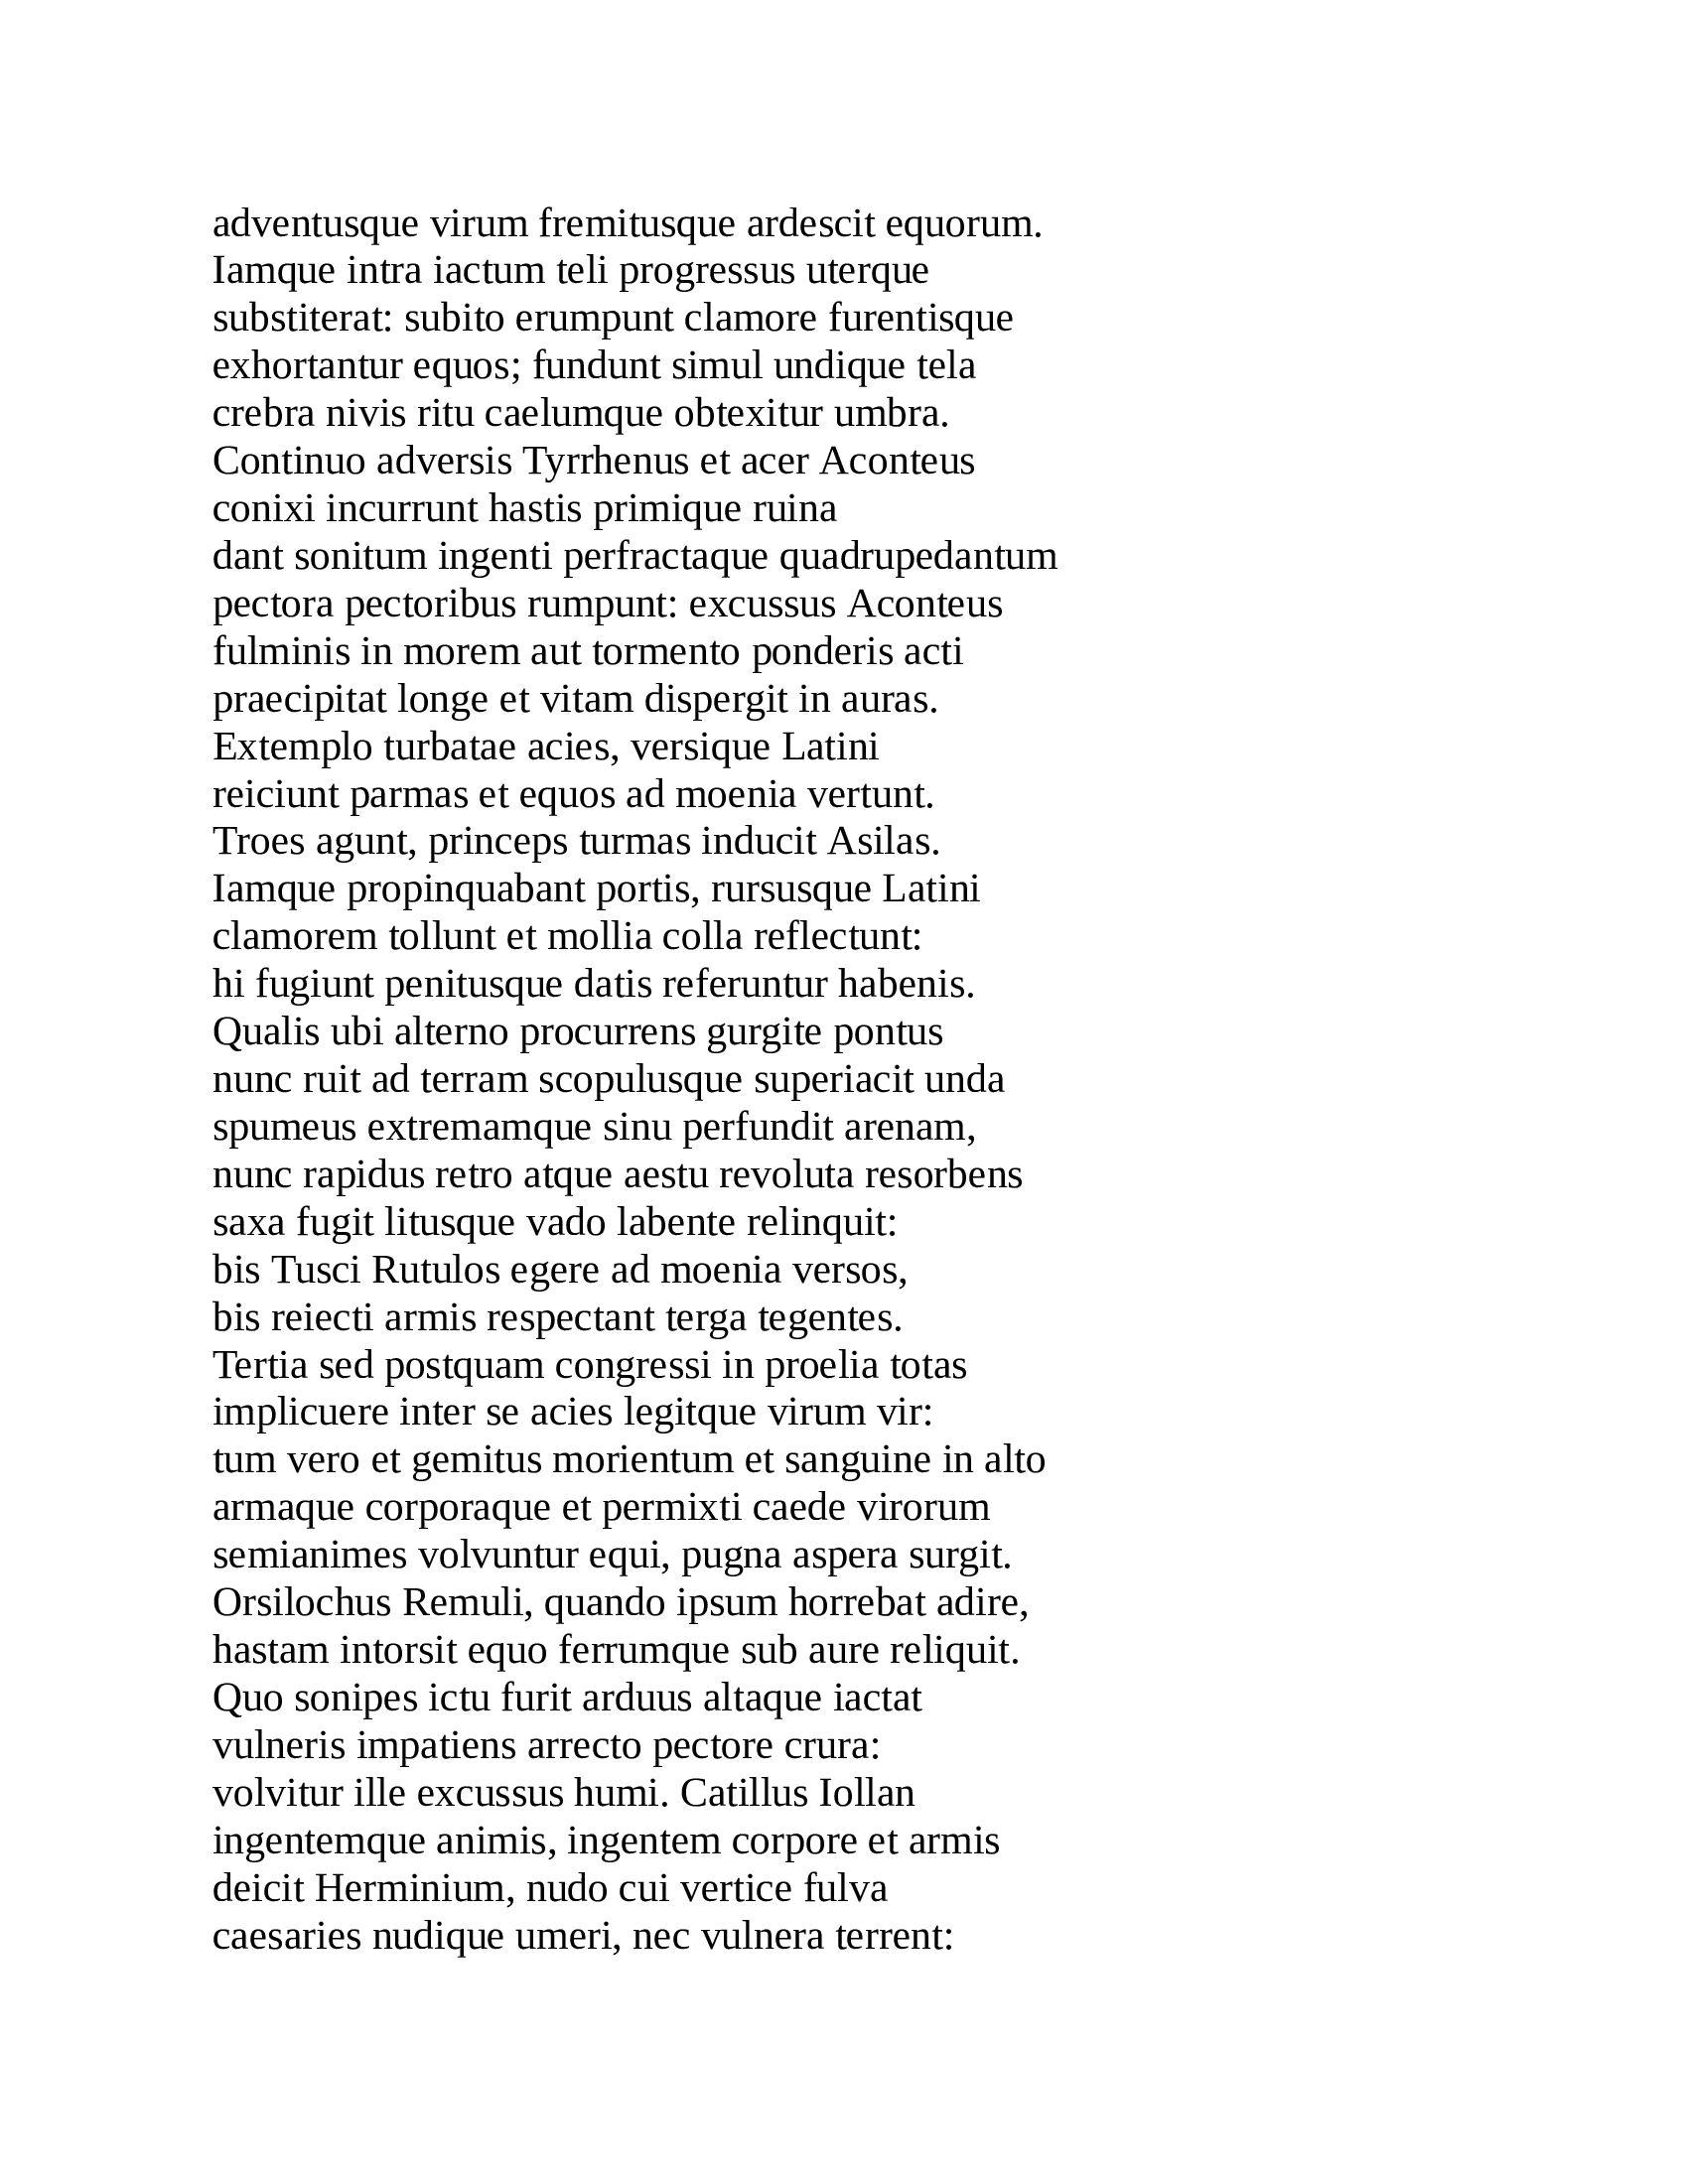 adventusque virum fremitusque ardescit equorum.
Iamque intra iactum teli progressus uterque
substiterat: subito erumpunt clamore furentisque
exhortantur equos; fundunt simul undique tela
crebra nivis ritu caelumque obtexitur umbra.
Continuo adversis Tyrrhenus et acer Aconteus
conixi incurrunt hastis primique ruina
dant sonitum ingenti perfractaque quadrupedantum
pectora pectoribus rumpunt: excussus Aconteus
fulminis in morem aut tormento ponderis acti
praecipitat longe et vitam dispergit in auras.
Extemplo turbatae acies, versique Latini
reiciunt parmas et equos ad moenia vertunt.
Troes agunt, princeps turmas inducit Asilas.
Iamque propinquabant portis, rursusque Latini
clamorem tollunt et mollia colla reflectunt:
hi fugiunt penitusque datis referuntur habenis.
Qualis ubi alterno procurrens gurgite pontus
nunc ruit ad terram scopulusque superiacit unda
spumeus extremamque sinu perfundit arenam,
nunc rapidus retro atque aestu revoluta resorbens
saxa fugit litusque vado labente relinquit:
bis Tusci Rutulos egere ad moenia versos,
bis reiecti armis respectant terga tegentes.
Tertia sed postquam congressi in proelia totas
implicuere inter se acies legitque virum vir:
tum vero et gemitus morientum et sanguine in alto
armaque corporaque et permixti caede virorum
semianimes volvuntur equi, pugna aspera surgit.
Orsilochus Remuli, quando ipsum horrebat adire,
hastam intorsit equo ferrumque sub aure reliquit.
Quo sonipes ictu furit arduus altaque iactat
vulneris impatiens arrecto pectore crura:
volvitur ille excussus humi. Catillus Iollan
ingentemque animis, ingentem corpore et armis
deicit Herminium, nudo cui vertice fulva
caesaries nudique umeri, nec vulnera terrent: